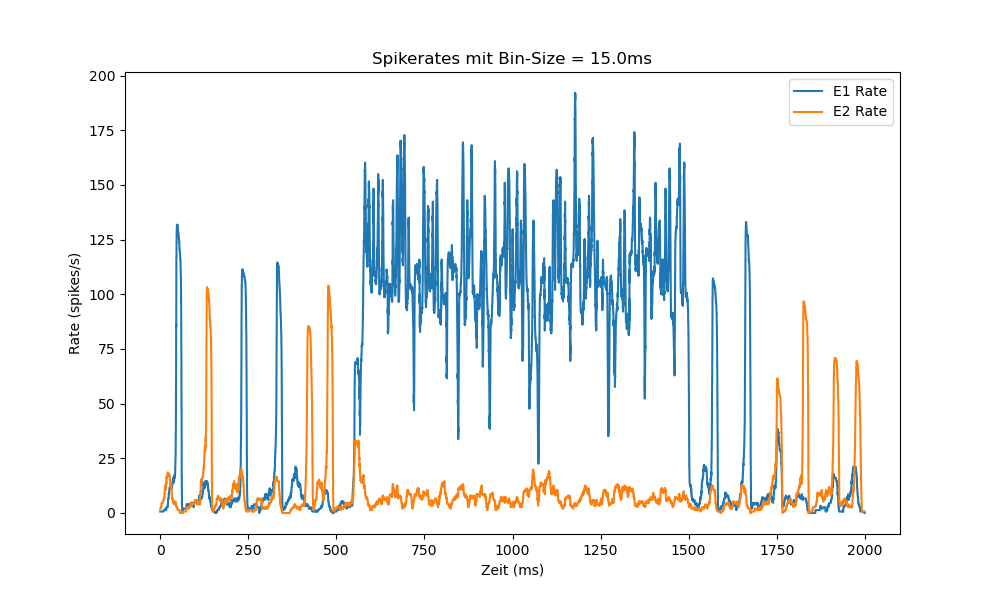 Spikerates mit Bin-Size = 15.0ms
E1 Rate
E2 Rate
200
175
150
125
100
75
50
25
0
Rate (spikes/s)
0 250 500 750 1000 1250 1500 1750 2000
Zeit (ms)